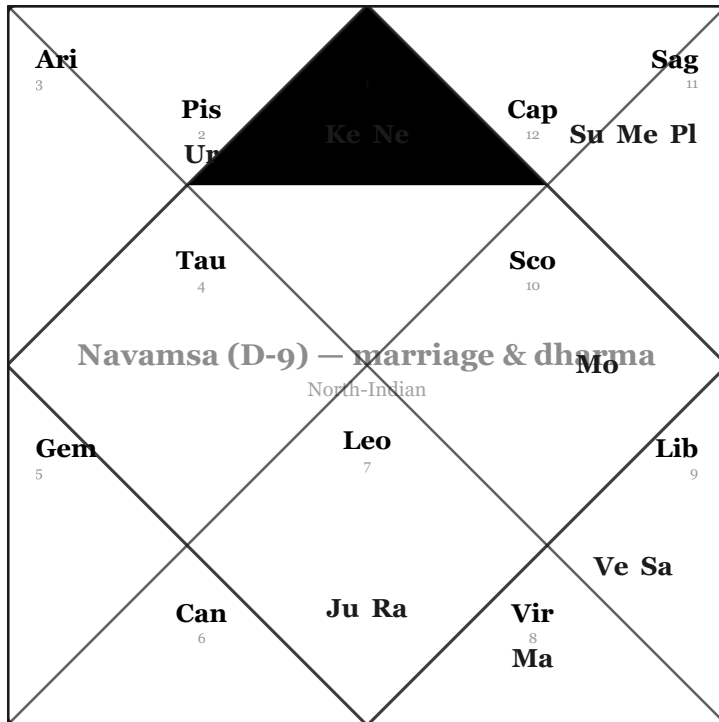 Ari
3
Sag
11
1
Pis
2
Ur
Cap
12
Su Me Pl
Ke Ne
Tau
4
Sco
10
Navamsa (D-9) — marriage & dharma
North-Indian
Mo
Gem
5
Leo
7
Lib
9
Ve Sa
Can
6
Ju Ra
Vir
8
Ma